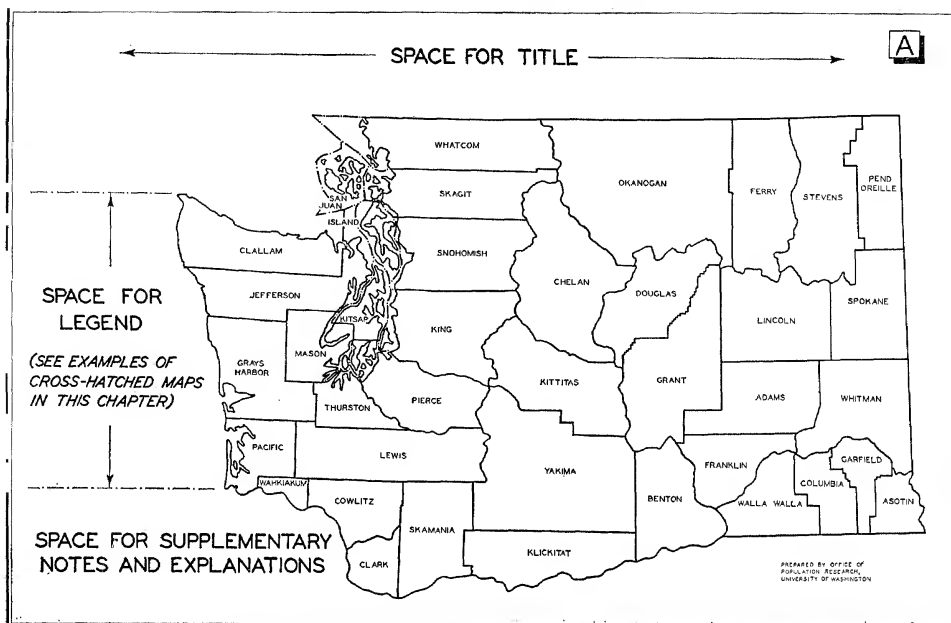 SPACE FOR TITLE
A
WHATCOM
OKANOGAN
FERRY
STEVENS
PEND
OREILLE
SAN
JUAN
SKAGIT
ISLAND
CLALLAM
SNOHOMISH
CHELAN
DOUGLAS
SPOKANE
JEFFERSON
SPACE FOR
LEGEND
(SEE EXAMPLES OF
CROSS-HATCHED MAPS
IN THIS CHAPTER)
KITSAP
KING
LINCOLN
MASON
GRAYS
HARBOR
KITTITAS
GRANT
ADAMS
WHITMAN
THURSTON
PIERCE
PACIFIC
LEWIS
YAKIMA
FRANKLIN
GARFIELD
WAHKIAKUM
COWLITZ
BENTON
WALLA WALLA
COLUMBIA
ASOTIN
SKAMANIA
SPACE FOR SUPPLEMENTARY
NOTES AND EXPLANATIONS
CLARK
KLICKITAT
PREPARED BY OFFICE OF
POPULATION RESEARCH,
UNIVERSITY OF WASHINGTON